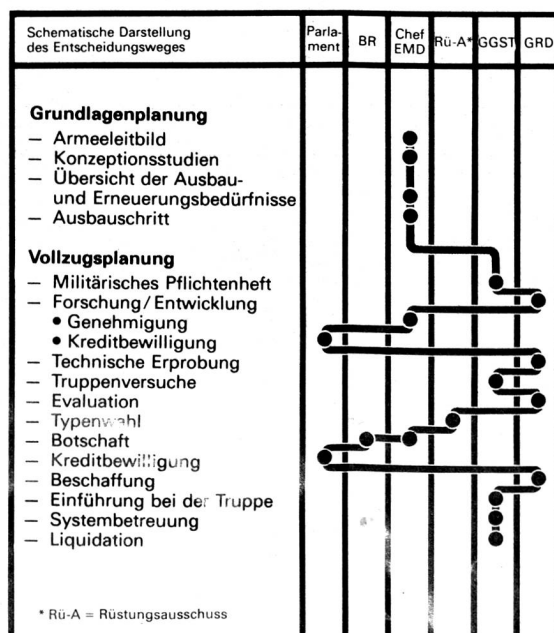 Schematische Darstellung
des Entscheidungsweges
Parla-
ment
BR
Chef
EMD
Rü-A*
GGST
GRD
Grundlagenplanung
— Armeeleitbild
— Konzeptionsstudien
— Übersicht der Ausbau-
und Erneuerungsbedürfnisse
— Ausbauschritt
Vollzugsplanung
— Militärisches Pflichtenheft
— Forschung/Entwicklung
• Genehmigung
• Kreditbewilligung
— Technische Erprobung
— Truppenversuche
— Evaluation
— Typenwahl
— Botschaft
— Kreditbewilligung
— Beschaffung
— Einführung bei der Truppe
— Systembetreuung
— Liquidation
* Rü-A = Rüstungsausschuss